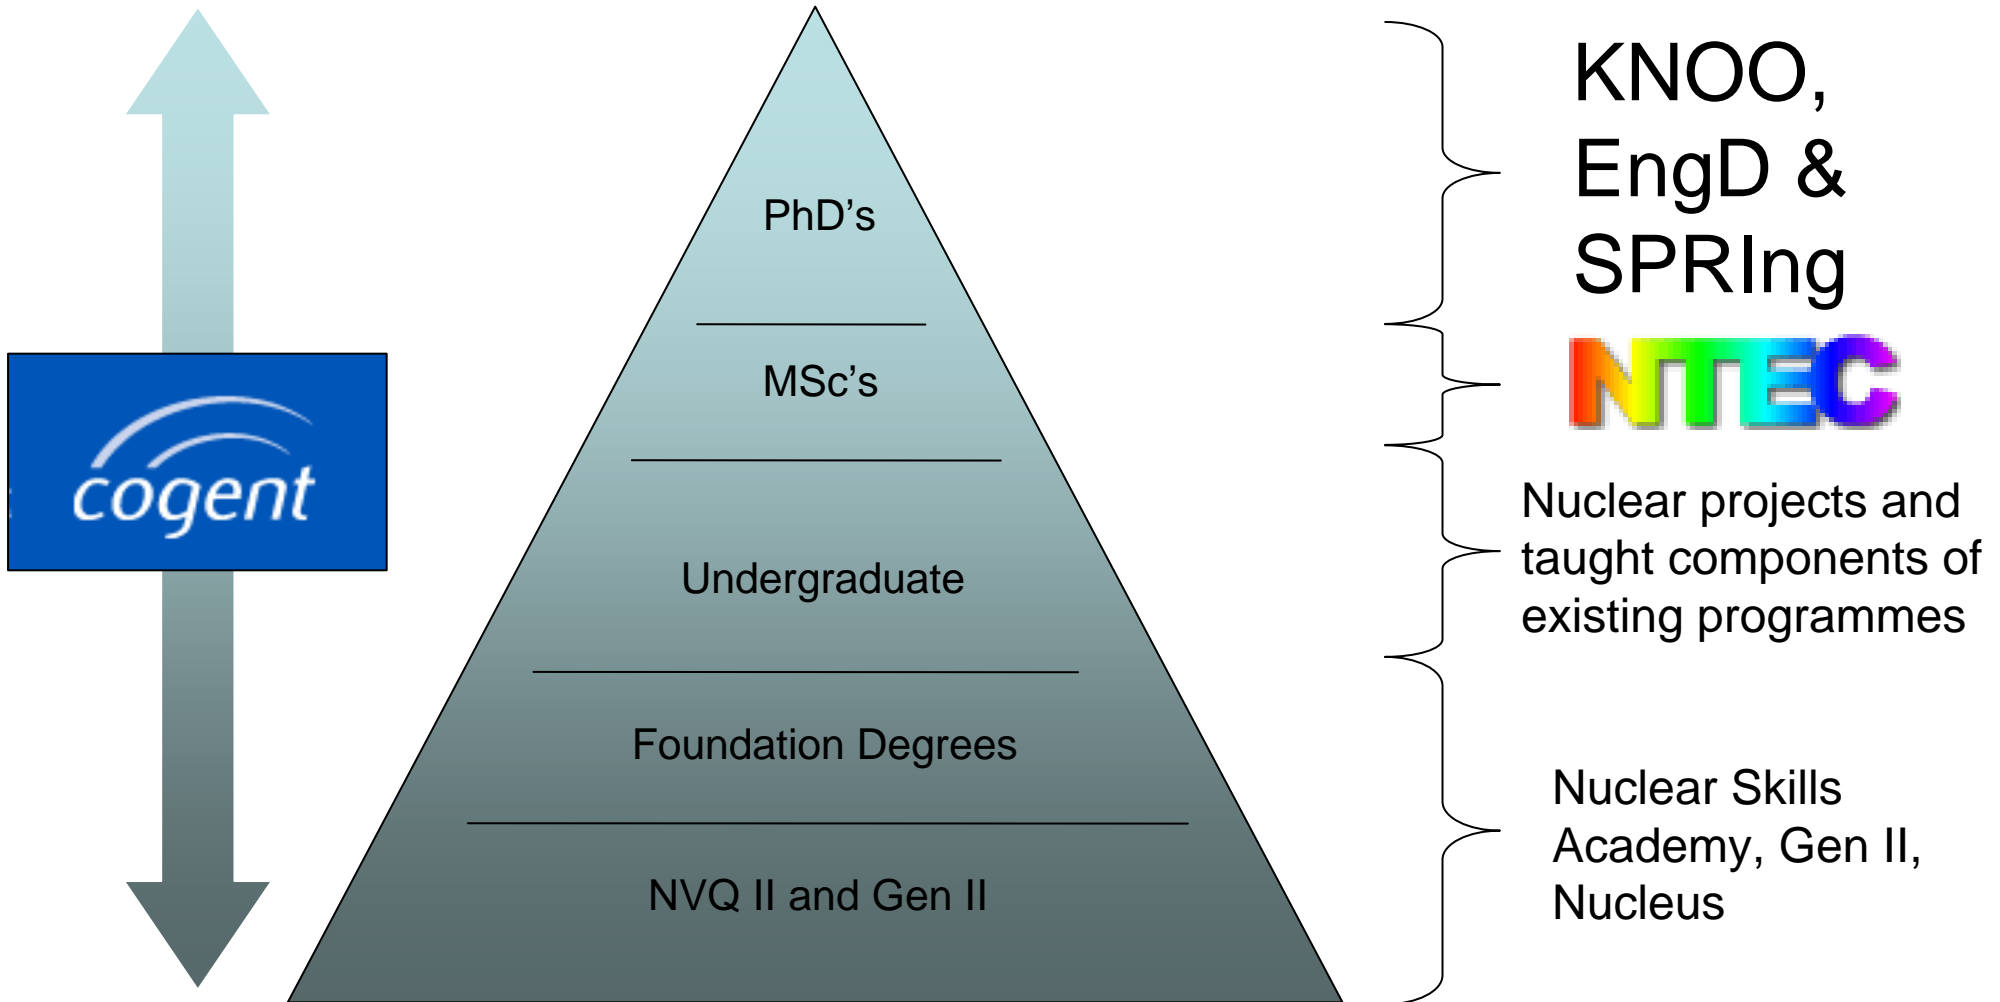 cogent
PhD's
MSc's
Undergraduate
Foundation Degrees
NVQ II and Gen II
KNOO,
EngD &
SPRIng
NTEC
Nuclear projects and
taught components of
existing programmes
Nuclear Skills
Academy, Gen II,
Nucleus